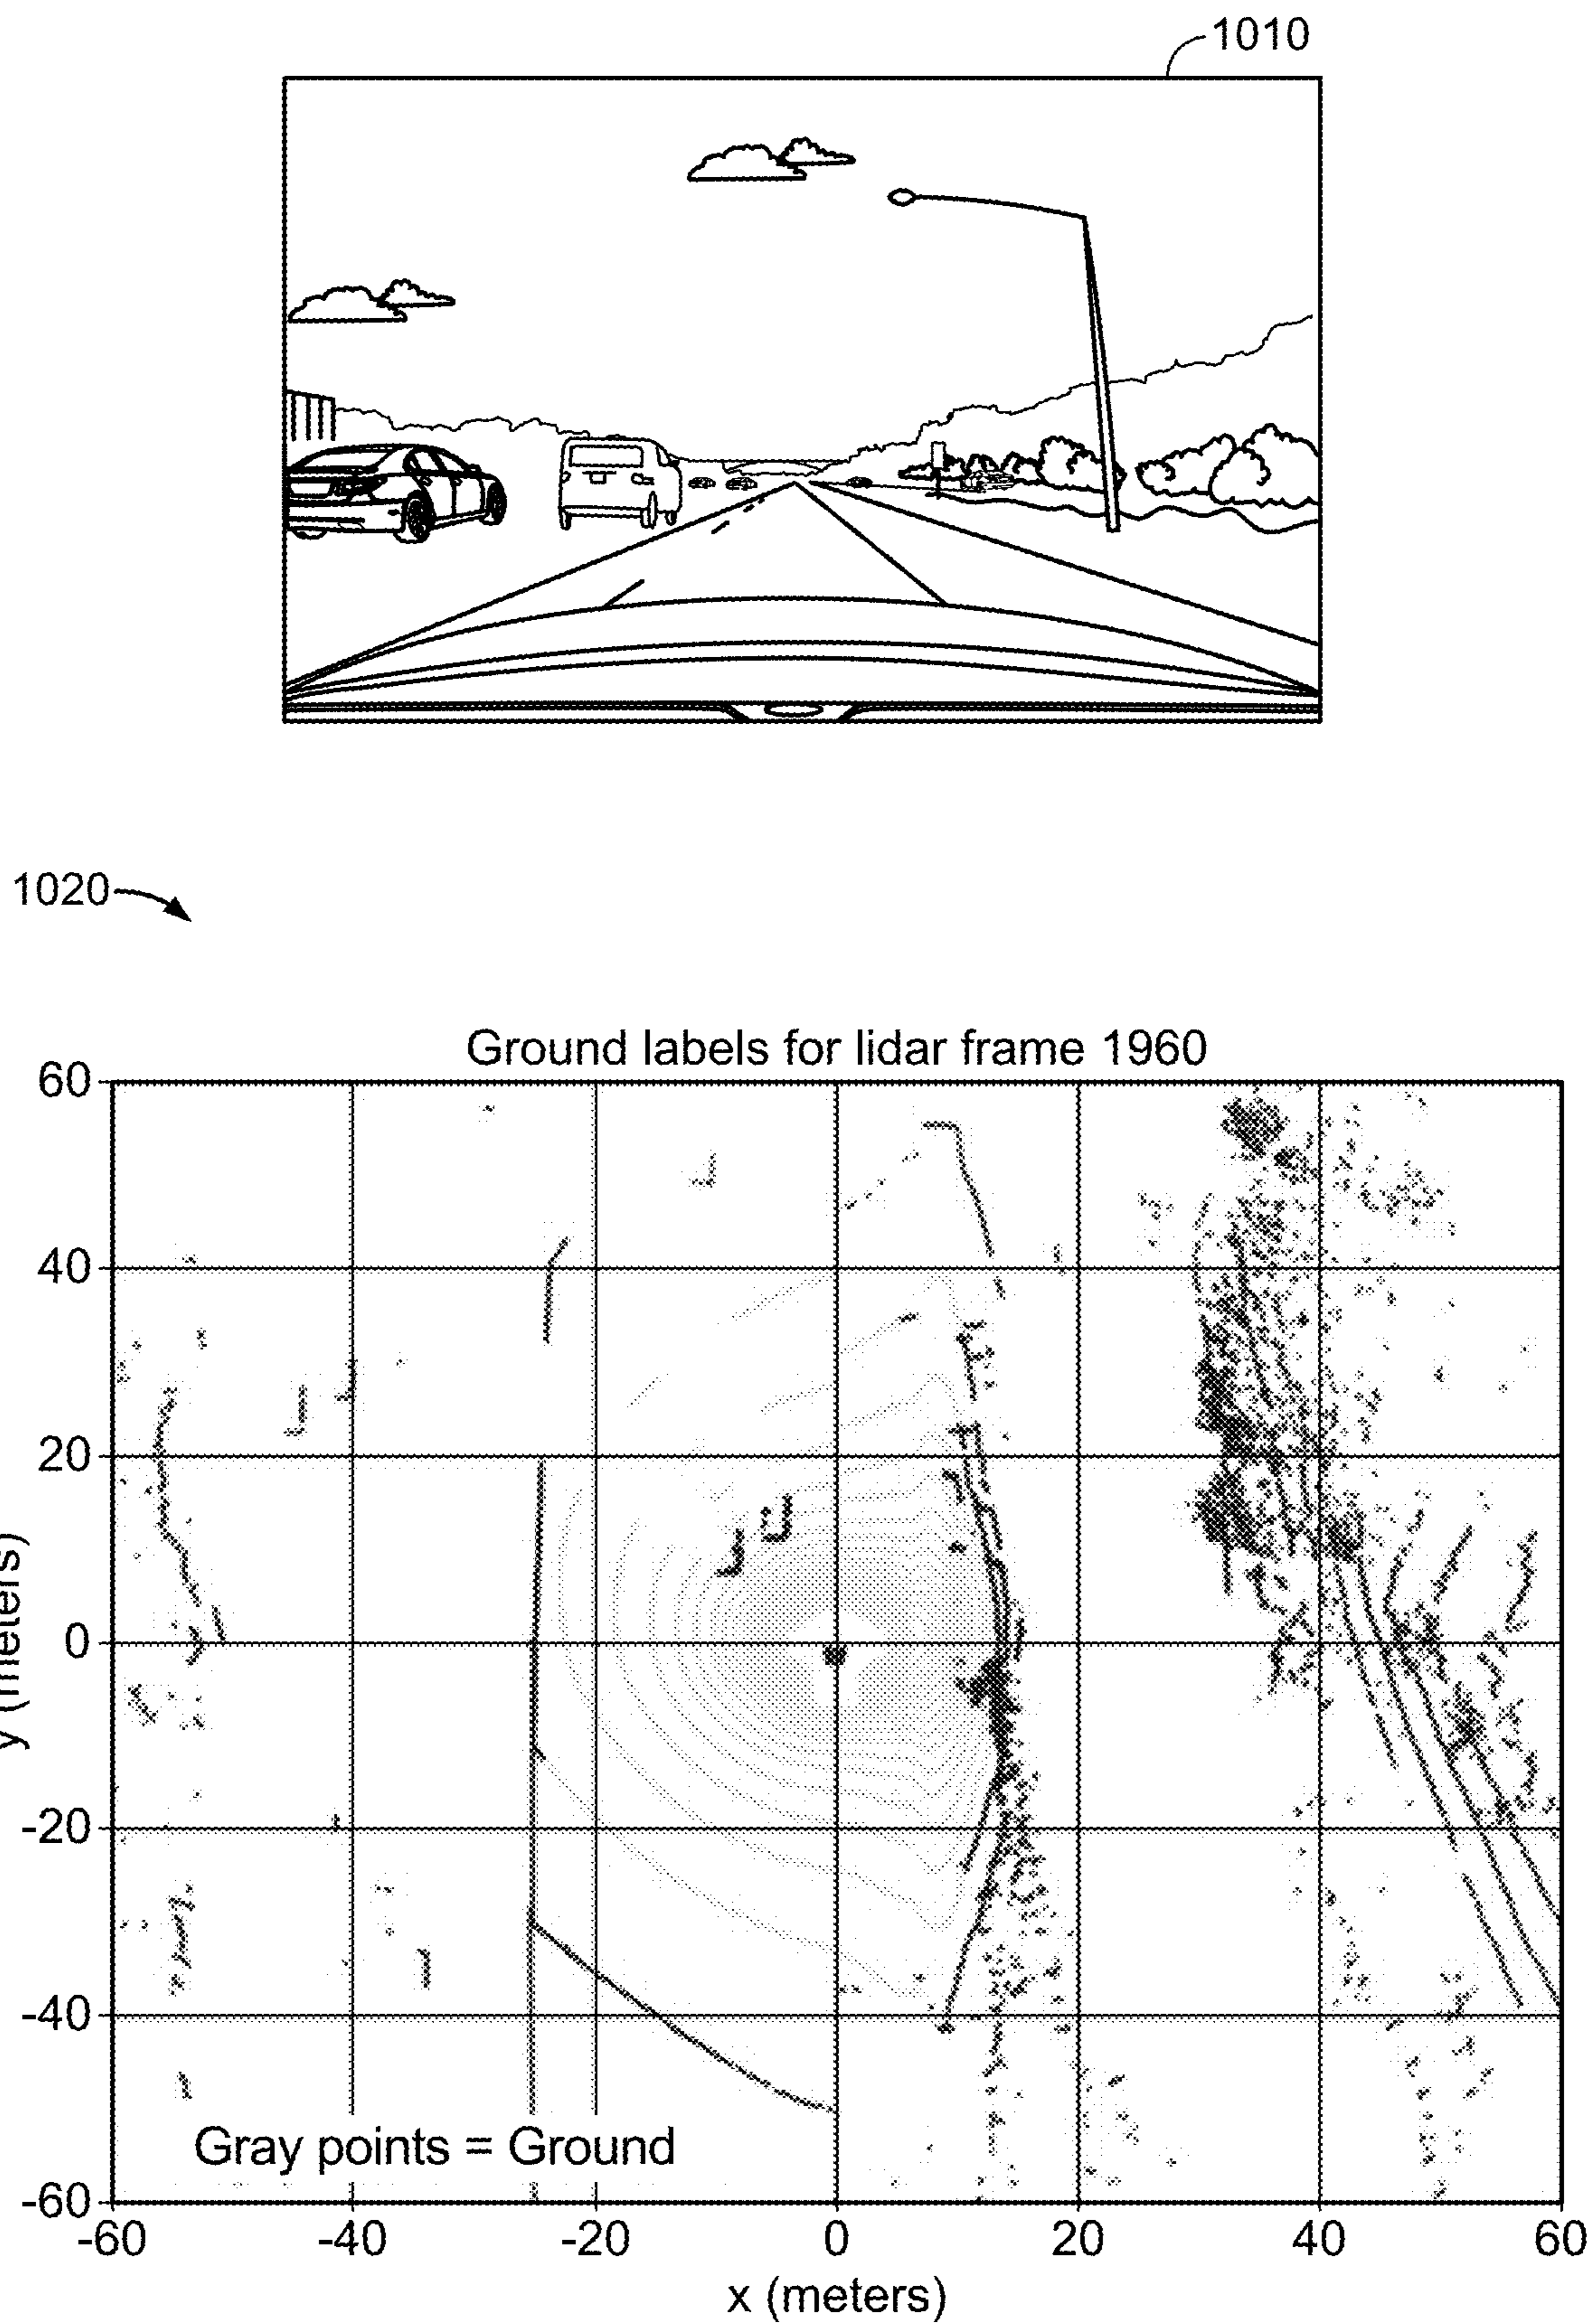 1010
1020
Ground labels for lidar frame 1960
60
40
20
0
-20
-40
-60
y (meters)
Gray points = Ground
-60 -40 -20 0 20 40 60
x (meters)